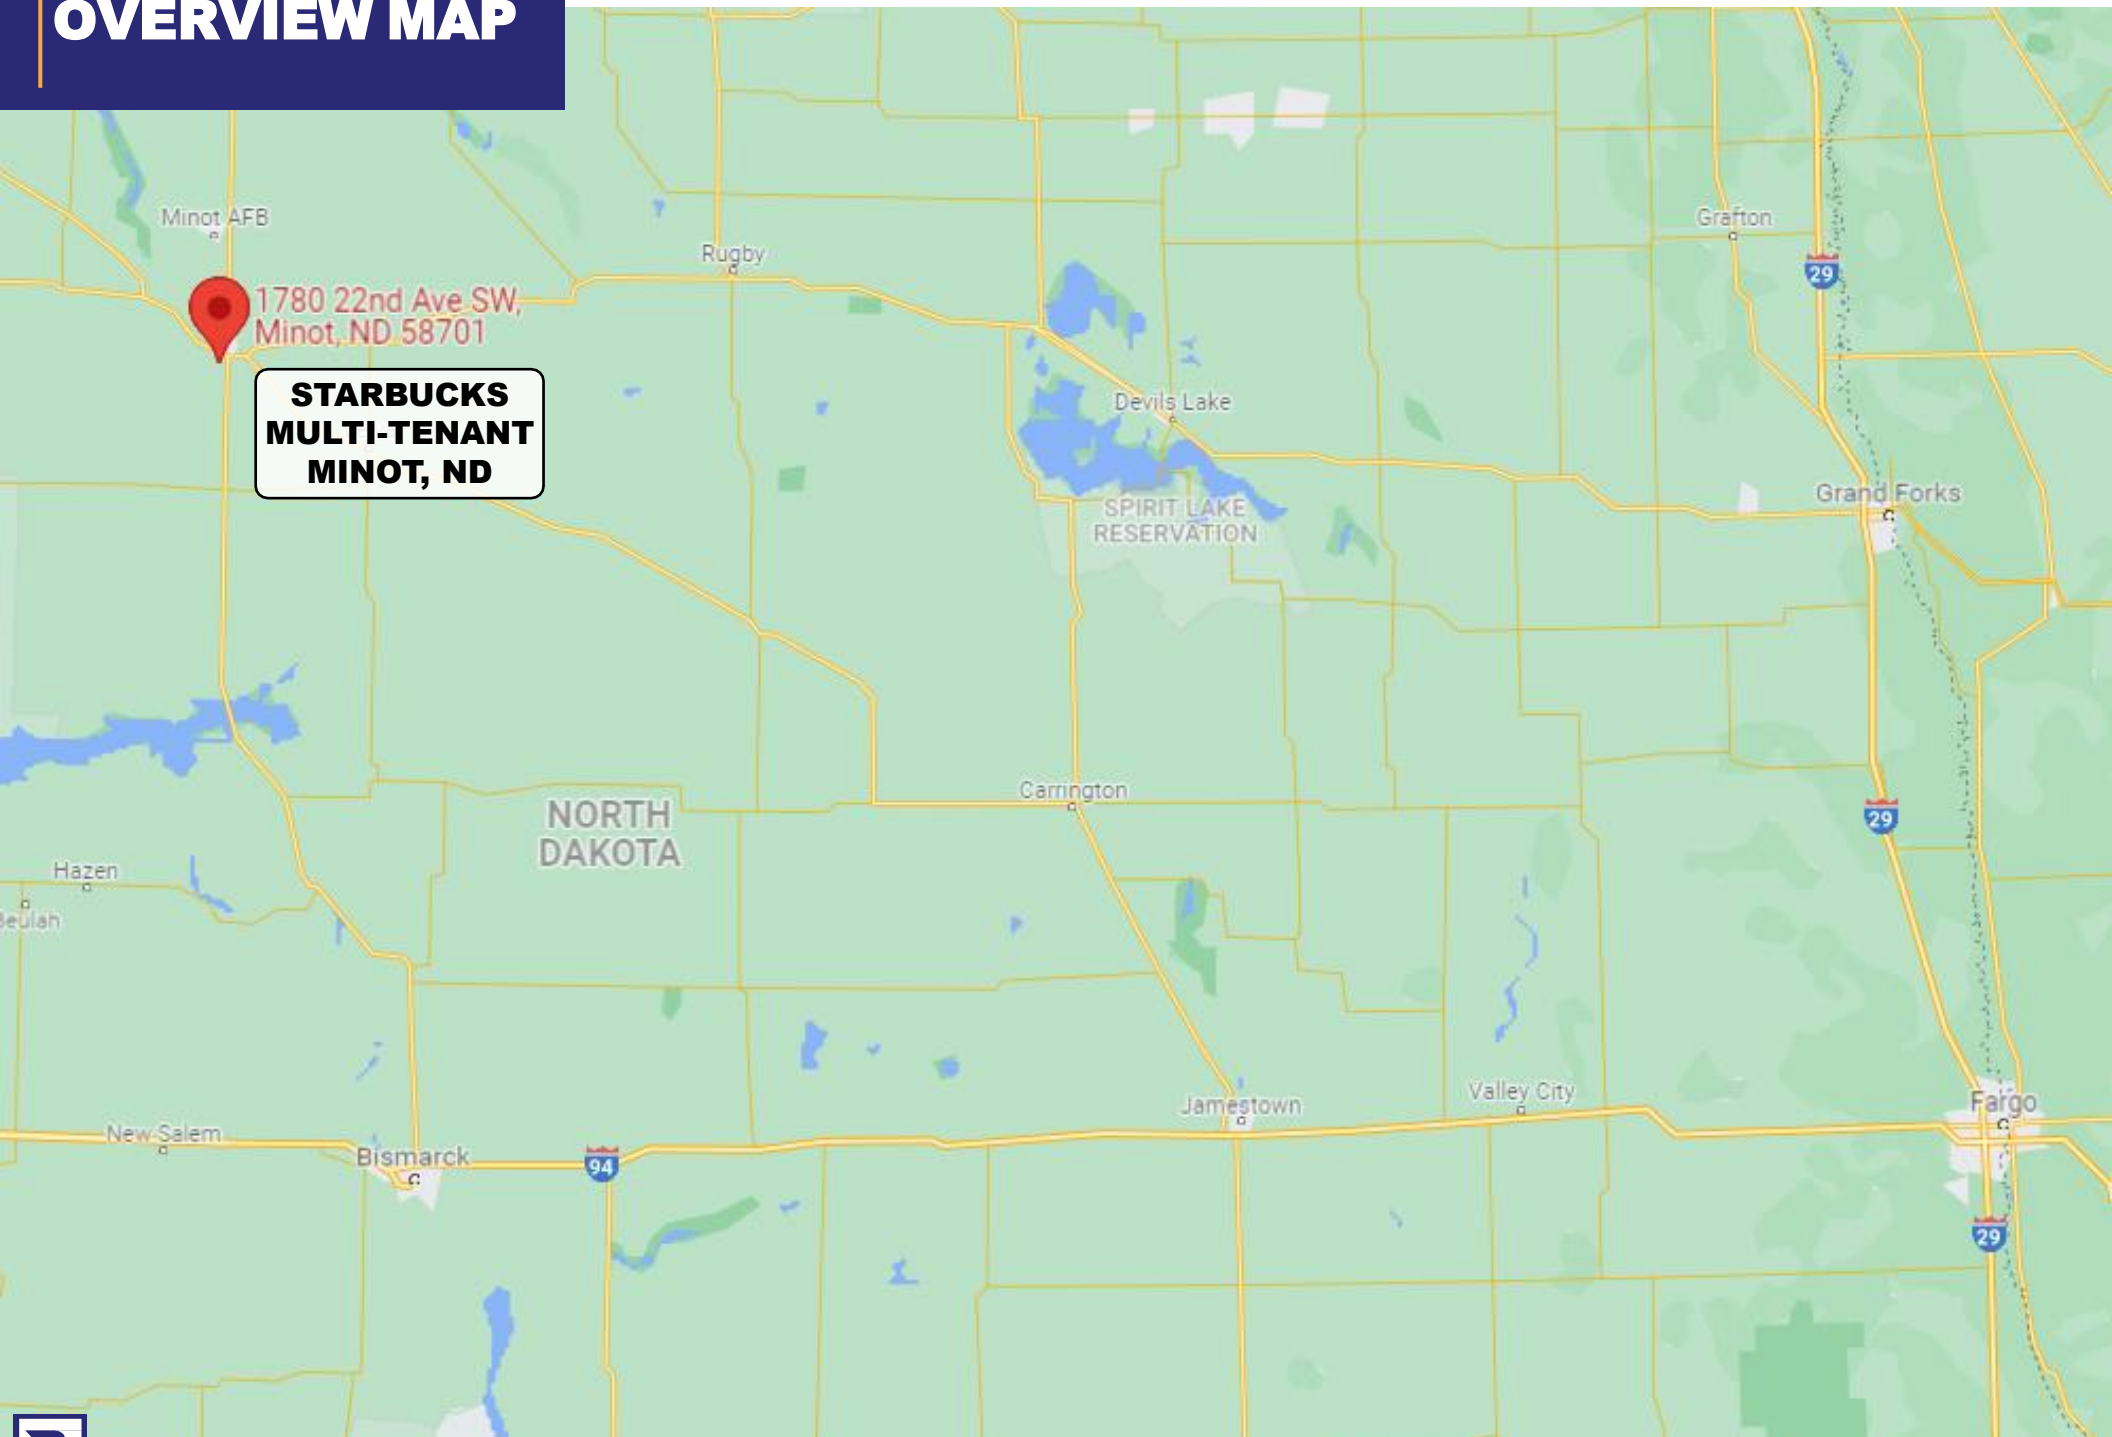 OVERVIEW MAP
Minot AFB
Grafton
Rugby
29
1780 22nd Ave SW,
Minot, ND 58701
STARBUCKS
MULTI-TENANT
MINOT, ND
Devils Lake
Grand Forks
SPIRIT LAKE
RESERVATION
Carrington
NORTH
DAKOTA
29
Hazen
Beulah
Valley City
Fargo
Jamestown
New Salem
Bismarck
94
29